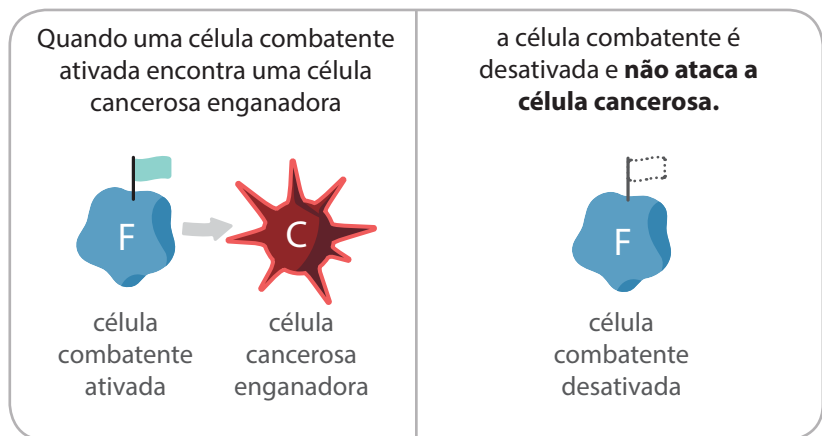 Quando uma célula combatente
ativada encontra uma célula
cancerosa enganadora
F
C
célula
combatente
ativada
célula
cancerosa
enganadora
a célula combatente é
desativada e não ataca a
célula cancerosa.
F
célula
combatente
desativada